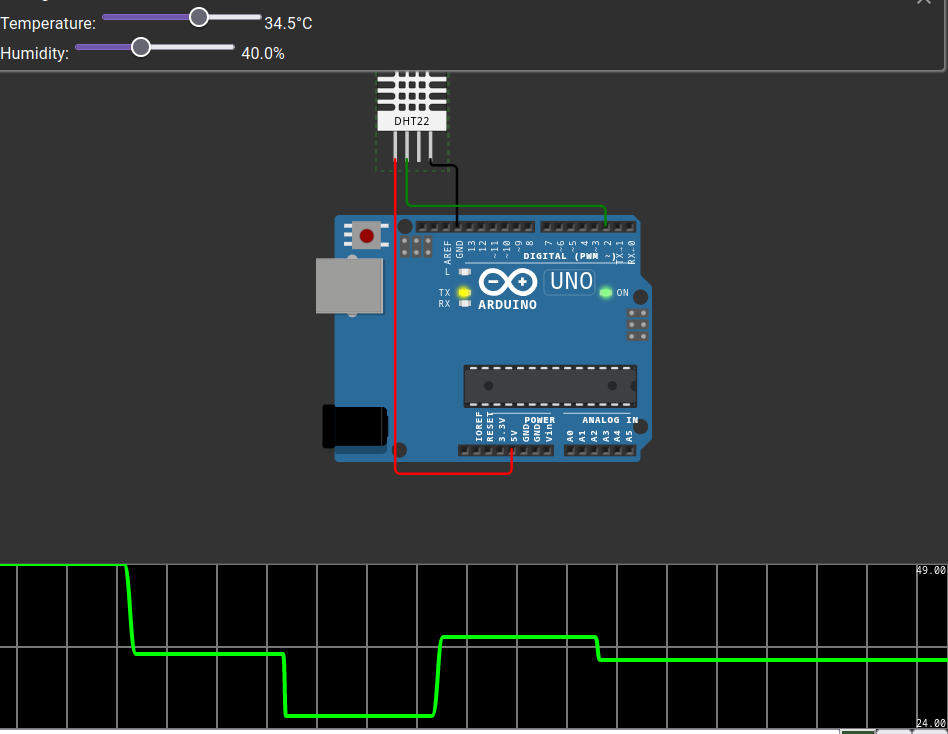 Temperature: 34.5°C
Humidity: 40.0%
DHT22
AREF
GND
13
12
~11
~10
~9
8
7
~6
~5
4
~3
2
TX→1
RX←0
DIGITAL (PWM ~)
L
TX
RX
UNO
ON
ARDUINO
IOREF
RESET
3.3V
5V
GND
GND
Vin
POWER
ANALOG IN
A0
A1
A2
A3
A4
A5
49.00
24.00